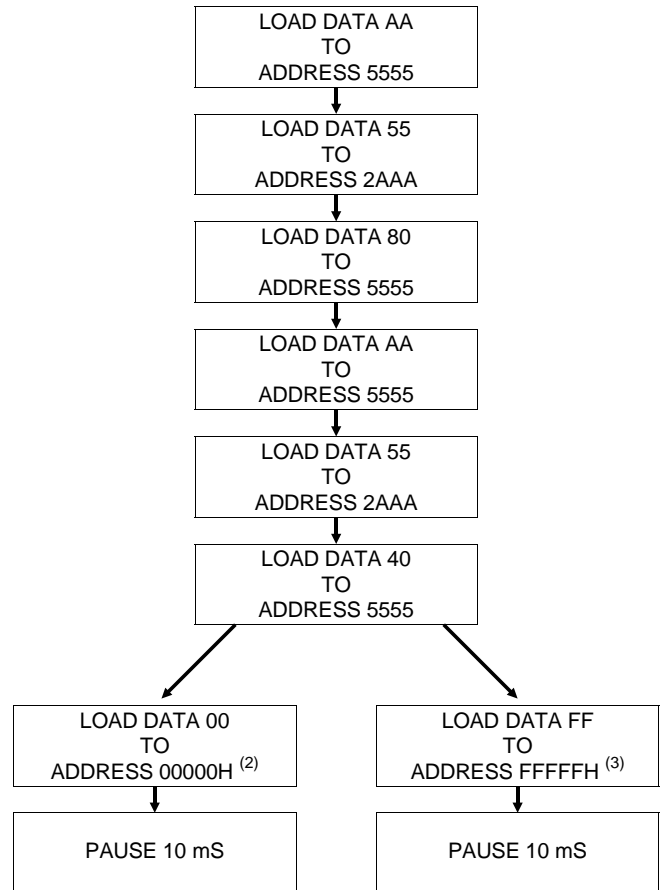 LOAD DATA AA
TO
ADDRESS 5555
LOAD DATA 55
TO
ADDRESS 2AAA
LOAD DATA 80
TO
ADDRESS 5555
LOAD DATA AA
TO
ADDRESS 5555
LOAD DATA 55
TO
ADDRESS 2AAA
LOAD DATA 40
TO
ADDRESS 5555
LOAD DATA 00
TO
ADDRESS 00000H (2)
PAUSE 10 mS
LOAD DATA FF
TO
ADDRESS FFFFFH (3)
PAUSE 10 mS